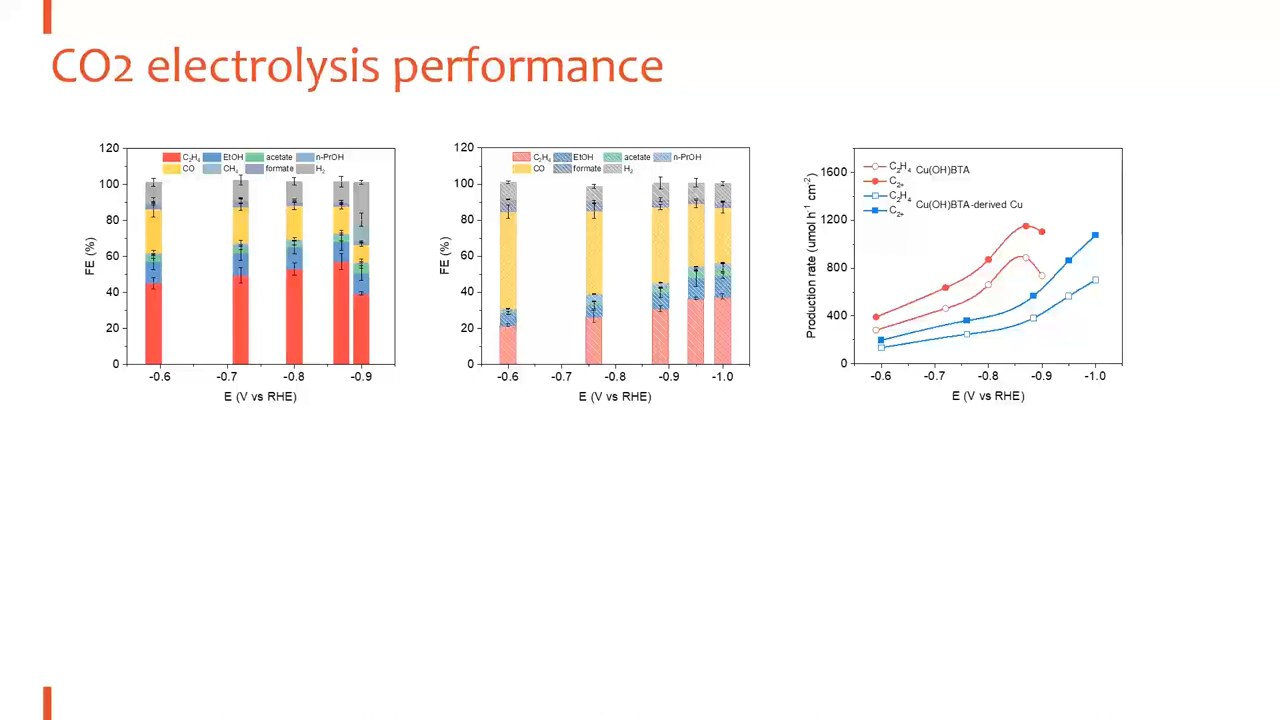 CO2 electrolysis performance
120
100
80
60
40
20
0
FE (%)
C2H4 EtOH acetate n-PrOH
CO CH4 formate H2
-0.6 -0.7 -0.8 -0.9
E (V vs RHE)
120
100
80
60
40
20
0
FE (%)
C2H4 EtOH acetate n-PrOH
CO formate H2
-0.6 -0.7 -0.8 -0.9 -1.0
E (V vs RHE)
1600
1200
800
400
0
Production rate (umol h-1 cm-2)
C2H4 Cu(OH)BTA
C2+
C2H4 Cu(OH)BTA-derived Cu
C2+
-0.6 -0.7 -0.8 -0.9 -1.0
E (V vs RHE)